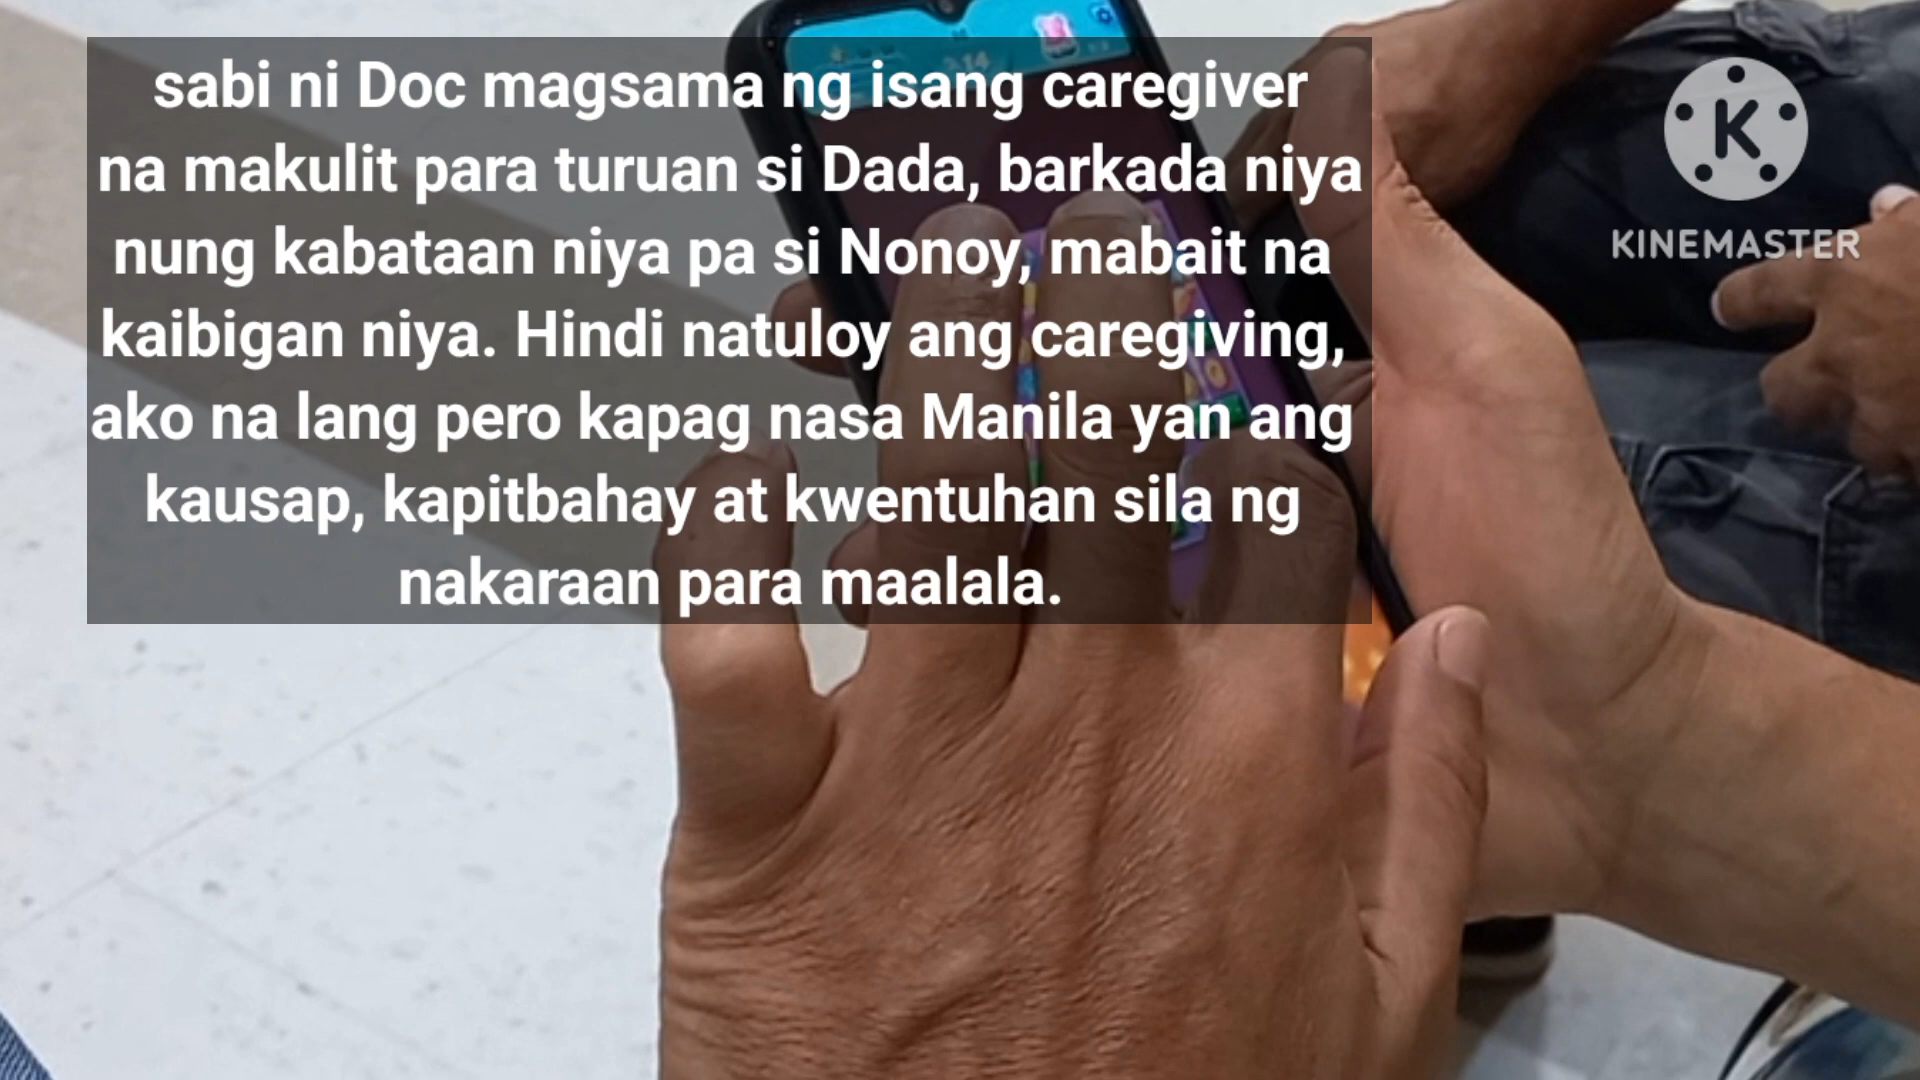 sabi ni Doc magsama ng isang caregiver
na makulit para turuan si Dada, barkada niya
nung kabataan niya pa si Nonoy, mabait na
kaibigan niya. Hindi natuloy ang caregiving,
ako na lang pero kapag nasa Manila yan ang
kausap, kapitbahay at kwentuhan sila ng
nakaraan para maalala.
K
KINEMASTER